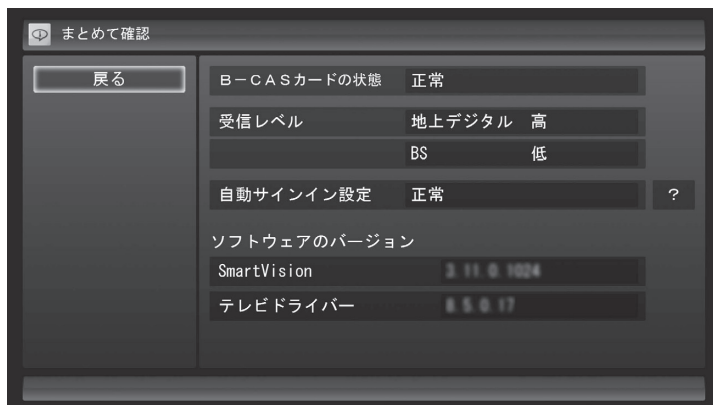 まとめて確認
戻る
B-CASカードの状態 正常
受信レベル 地上デジタル 高
BS 低
自動サインイン設定 正常 ?
ソフトウェアのバージョン
SmartVision 3.11.0.1024
テレビドライバー 8.5.0.17